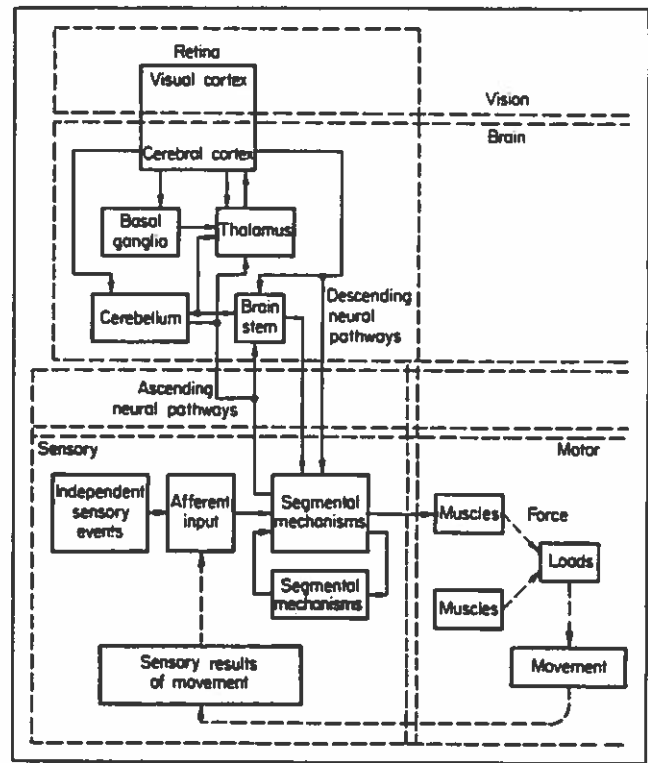 Retina
Visual cortex
Vision
Brain
Cerebral cortex
Basal
ganglia
Thalamus
Cerebellum
Brain
stem
Descending
neural
pathways
Ascending
neural pathways
Sensory
Motor
Independent
sensory
events
Afferent
input
Segmental
mechanisms
Muscles
Force
Loads
Segmental
mechanisms
Muscles
Sensory results
of movement
Movement